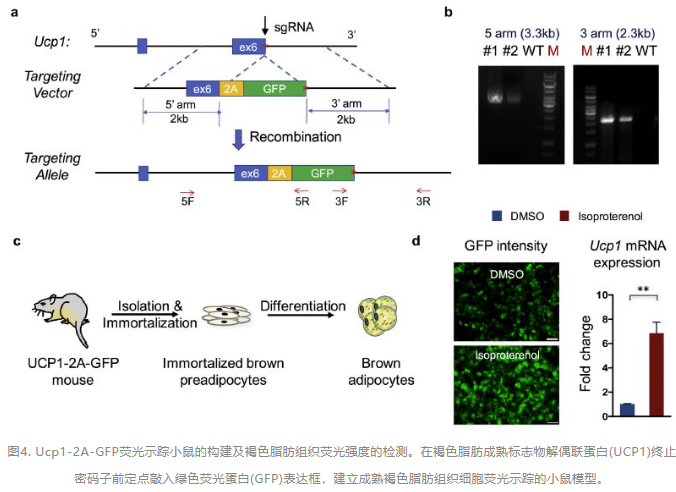 a
5'
sgRNA
3'
Ucp1:
ex6
Targeting
Vector
ex6
2A
GFP
5' arm
3' arm
2kb
2kb
Recombination
Targeting
Allele
ex6
2A
GFP
5F
5R
3F
3R
b
5 arm (3.3kb)
3 arm (2.3kb)
#1 #2 WT M
M #1 #2 WT
DMSO
Isoproterenol
c
Isolation &
Immortalization
Differentiation
UCP1-2A-GFP
mouse
Immortalized brown
preadipocytes
Brown
adipocytes
d
GFP intensity
DMSO
Isoproterenol
Ucp1 mRNA
expression
**
Fold change
10
8
6
4
2
0
图4. Ucp1-2A-GFP荧光示踪小鼠的构建及褐色脂肪组织荧光强度的检测。在褐色脂肪成熟标志物解偶联蛋白(UCP1)终止
密码子前定点敲入绿色荧光蛋白(GFP)表达框，建立成熟褐色脂肪组织细胞荧光示踪的小鼠模型。